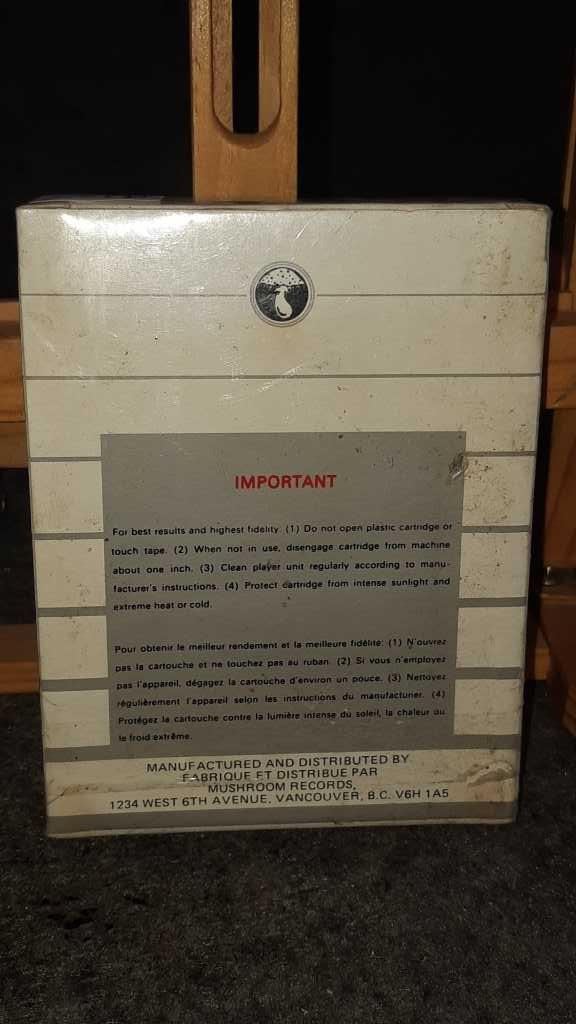 IMPORTANT
For best results and highest fidelity: (1) Do not open plastic cartridge or
touch tape. (2) When not in use, disengage cartridge from machine
about one inch. (3) Clean player unit regularly according to manu-
facturer's instructions. (4) Protect cartridge from intense sunlight and
extreme heat or cold.
Pour obtenir le meilleur rendement et la meilleure fidélité: (1) N'ouvrez
pas la cartouche et ne touchez pas au ruban. (2) Si vous n'employez
pas l'appareil, dégagez la cartouche d'environ un pouce. (3) Nettoyez
régulièrement l'appareil selon les instructions du manufacturier. (4)
Protégez la cartouche contre la lumière intense du soleil, la chaleur ou
le froid extrême.
MANUFACTURED AND DISTRIBUTED BY
FABRIQUE ET DISTRIBUE PAR
MUSHROOM RECORDS,
1234 WEST 6TH AVENUE, VANCOUVER, B.C. V6H 1A5